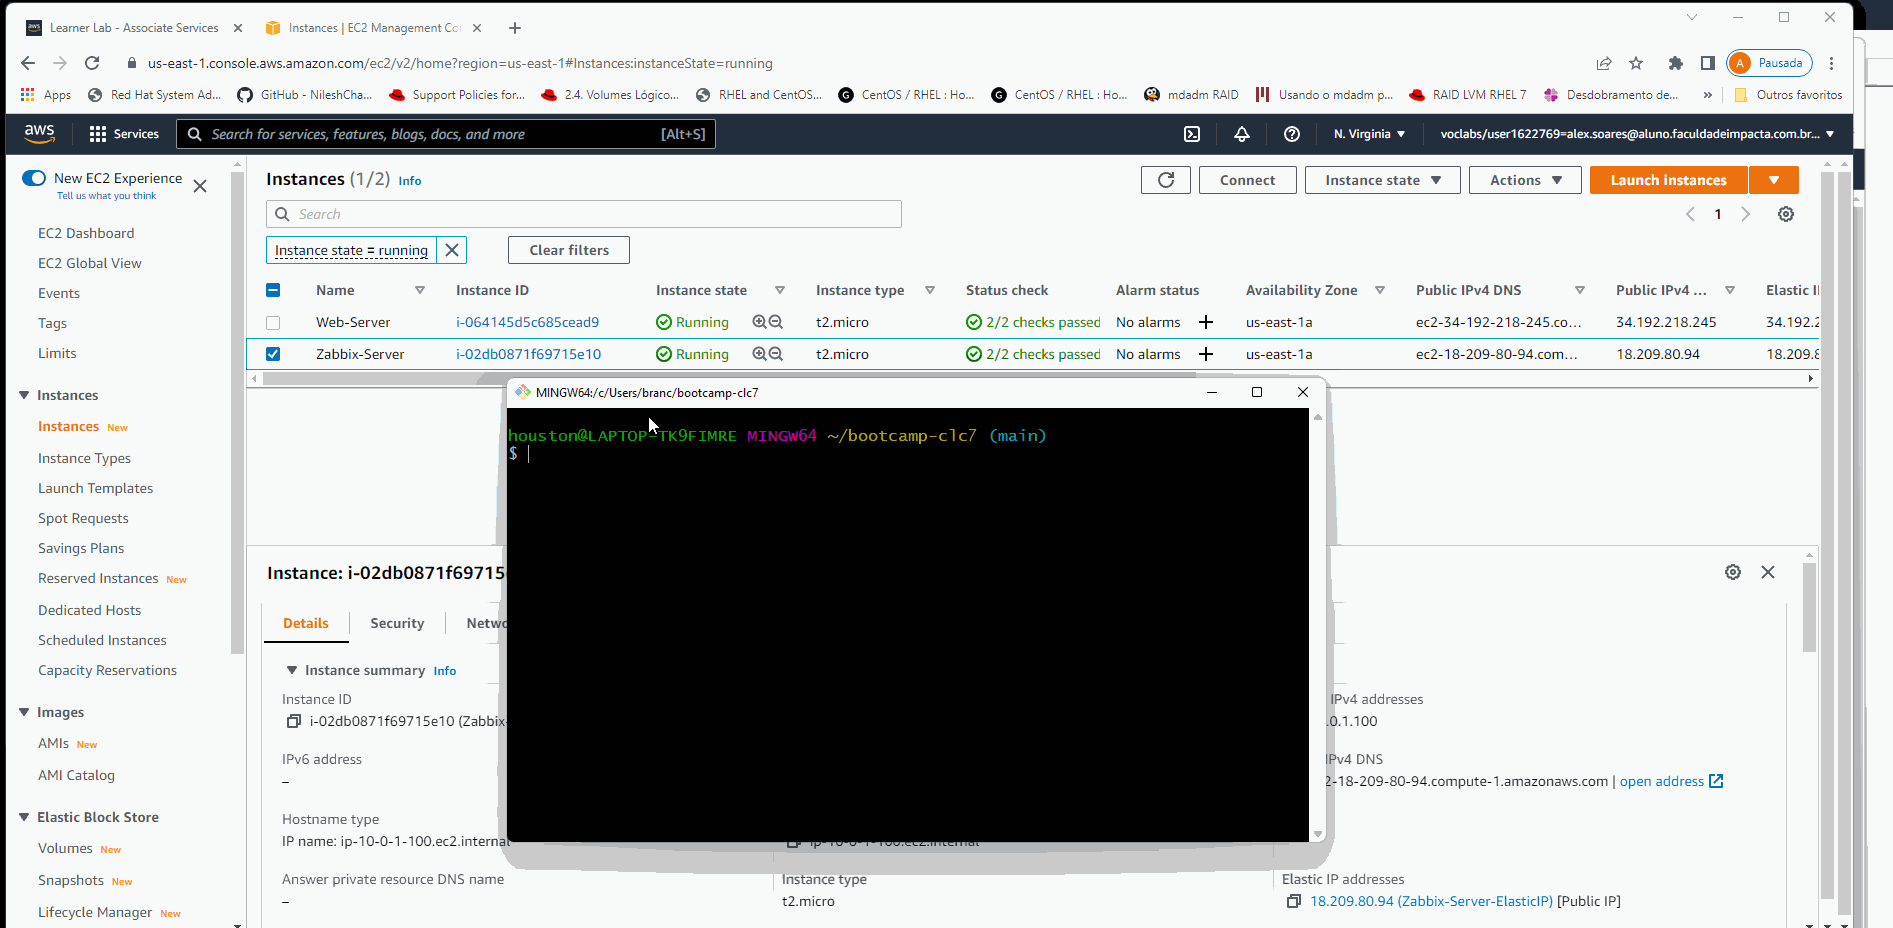 Learner Lab - Associate Services
Instances | EC2 Management Co
us-east-1.console.aws.amazon.com/ec2/v2/home?region=us-east-1#Instances:instanceState=running
A Pausada
Apps Red Hat System Ad... GitHub - NileshCha... Support Policies for... 2.4. Volumes Lógico... RHEL and CentOS... CentOS / RHEL : Ho... CentOS / RHEL : Ho... mdadm RAID Usando o mdadm p... RAID LVM RHEL 7 Desdobramento de... » Outros favoritos
aws Services Search for services, features, blogs, docs, and more [Alt+S] N. Virginia voclabs/user1622769=alex.soares@aluno.faculdadeimpacta.com.br...
New EC2 Experience
Tell us what you think
EC2 Dashboard
EC2 Global View
Events
Tags
Limits
Instances
Instances New
Instance Types
Launch Templates
Spot Requests
Savings Plans
Reserved Instances New
Dedicated Hosts
Scheduled Instances
Capacity Reservations
Images
AMIs New
AMI Catalog
Elastic Block Store
Volumes New
Snapshots New
Lifecycle Manager New
Instances (1/2) Info
Connect Instance state Actions Launch instances
Search
1
Instance state = running Clear filters
Name Instance ID Instance state Instance type Status check Alarm status Availability Zone Public IPv4 DNS Public IPv4 ... Elastic I
Web-Server i-064145d5c685cead9 Running t2.micro 2/2 checks passed No alarms + us-east-1a ec2-34-192-218-245.co... 34.192.218.245 34.192.2
Zabbix-Server i-02db0871f69715e10 Running t2.micro 2/2 checks passed No alarms + us-east-1a ec2-18-209-80-94.com... 18.209.80.94 18.209.8
MINGW64:/c/Users/branc/bootcamp-clc7
houston@LAPTOP-TK9FIMRE MINGW64 ~/bootcamp-clc7 (main)
$
Instance: i-02db0871f69715
Details Security Netwo
Instance summary Info
Instance ID
i-02db0871f69715e10 (Zabbix-
IPv6 address
–
Hostname type
IP name: ip-10-0-1-100.ec2.internal
Answer private resource DNS name
–
ip-10-0-1-100.ec2.internal
Instance type
t2.micro
IPv4 addresses
.0.1.100
IPv4 DNS
2-18-209-80-94.compute-1.amazonaws.com | open address
Elastic IP addresses
18.209.80.94 (Zabbix-Server-ElasticIP) [Public IP]